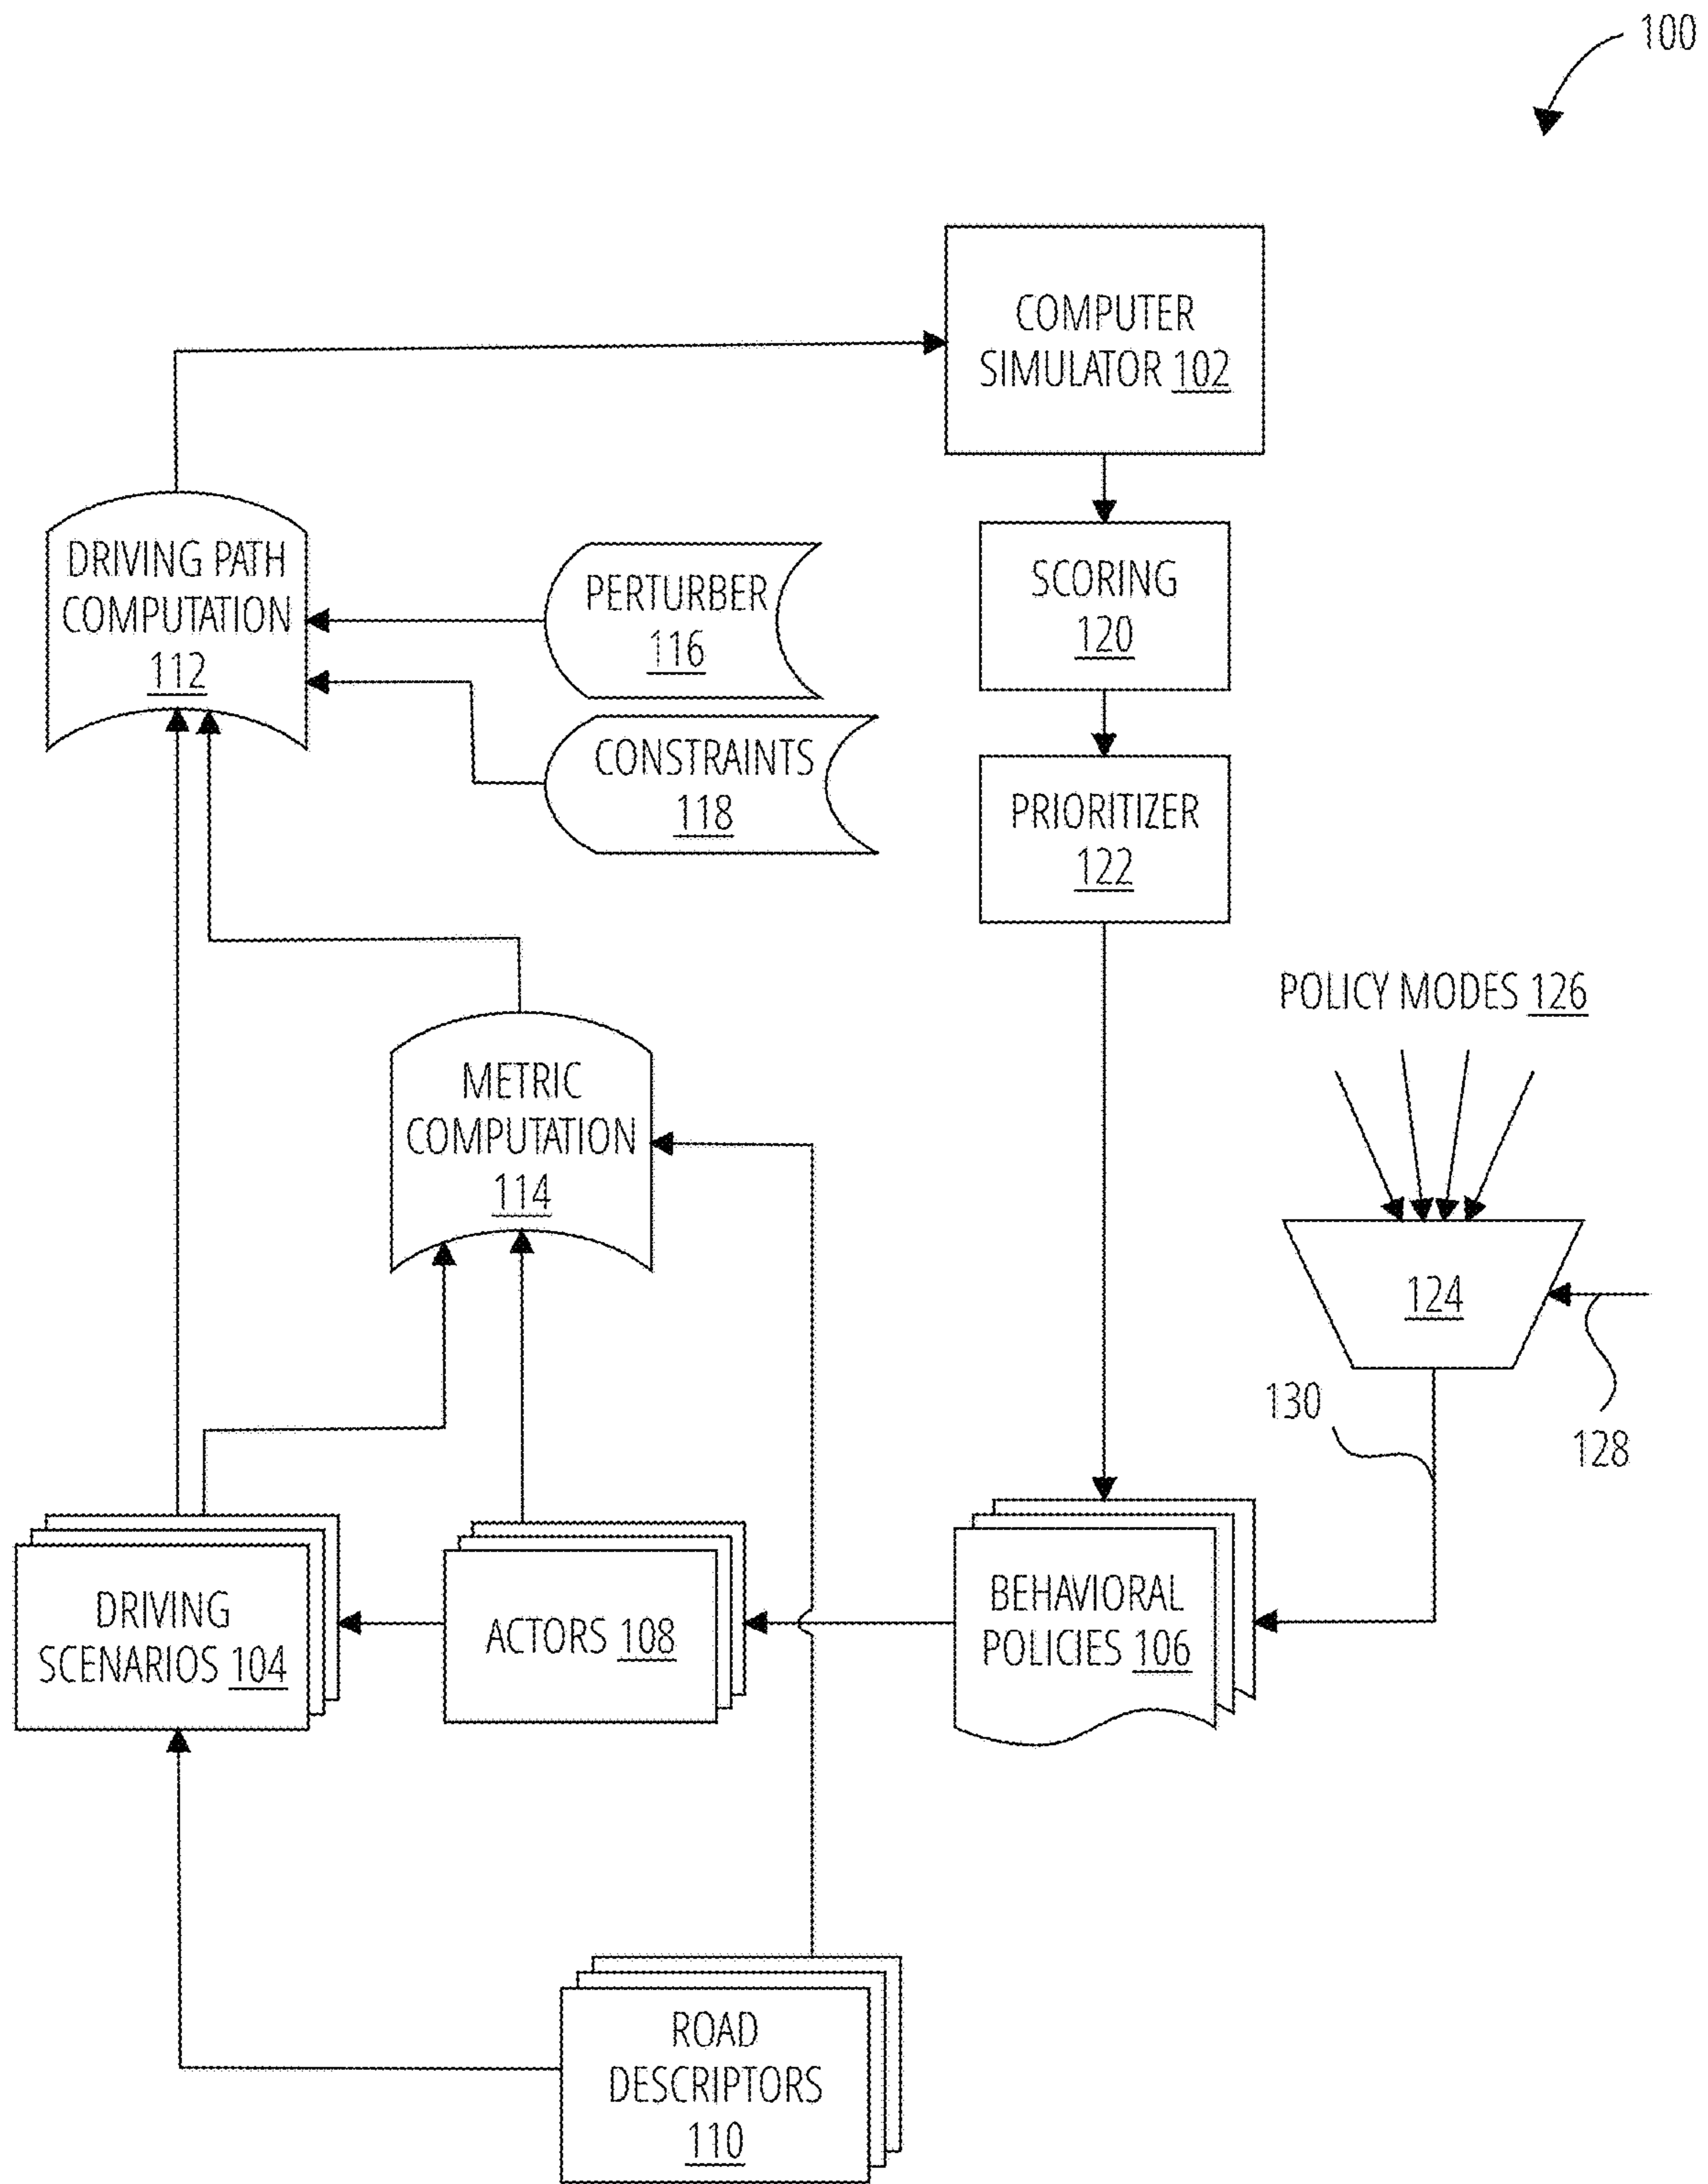 100
COMPUTER
SIMULATOR 102
DRIVING PATH
COMPUTATION
112
PERTURBER
116
SCORING
120
CONSTRAINTS
118
PRIORITIZER
122
POLICY MODES 126
METRIC
COMPUTATION
114
124
130
128
DRIVING
SCENARIOS 104
ACTORS 108
BEHAVIORAL
POLICIES 106
ROAD
DESCRIPTORS
110